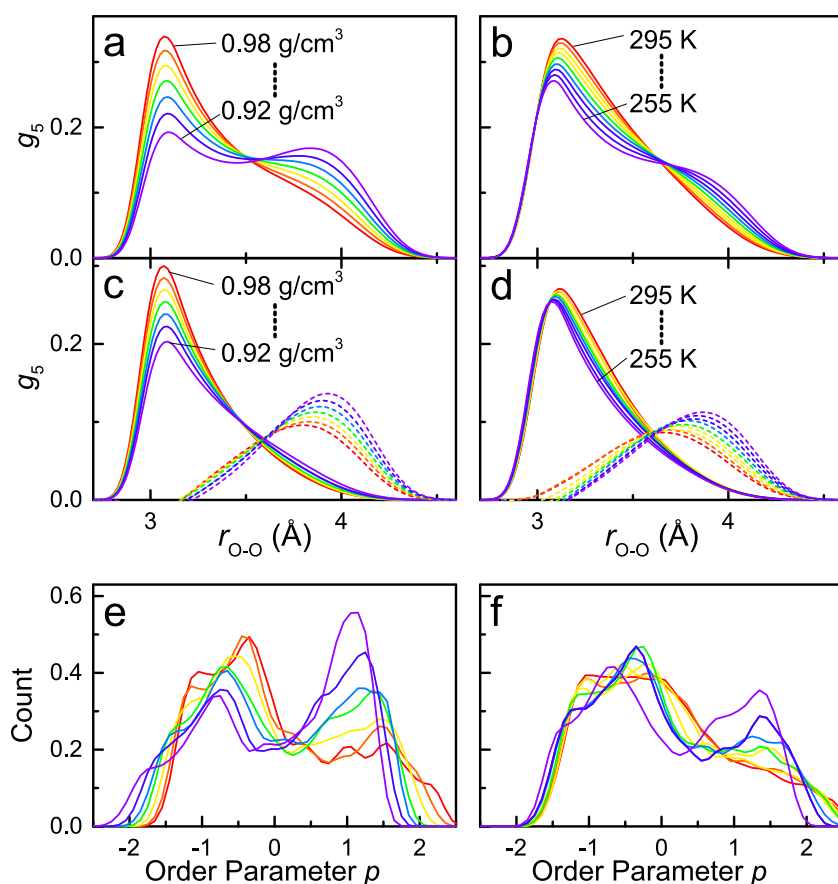 a
0.98 g/cm³
0.92 g/cm³
g₅
0.2
0.0
b
295 K
255 K
c
0.98 g/cm³
0.92 g/cm³
g₅
0.2
0.0
3
4
r_O-O (Å)
d
295 K
255 K
3
4
r_O-O (Å)
e
Count
0.6
0.4
0.2
0.0
-2
-1
0
1
2
Order Parameter p
f
-2
-1
0
1
2
Order Parameter p